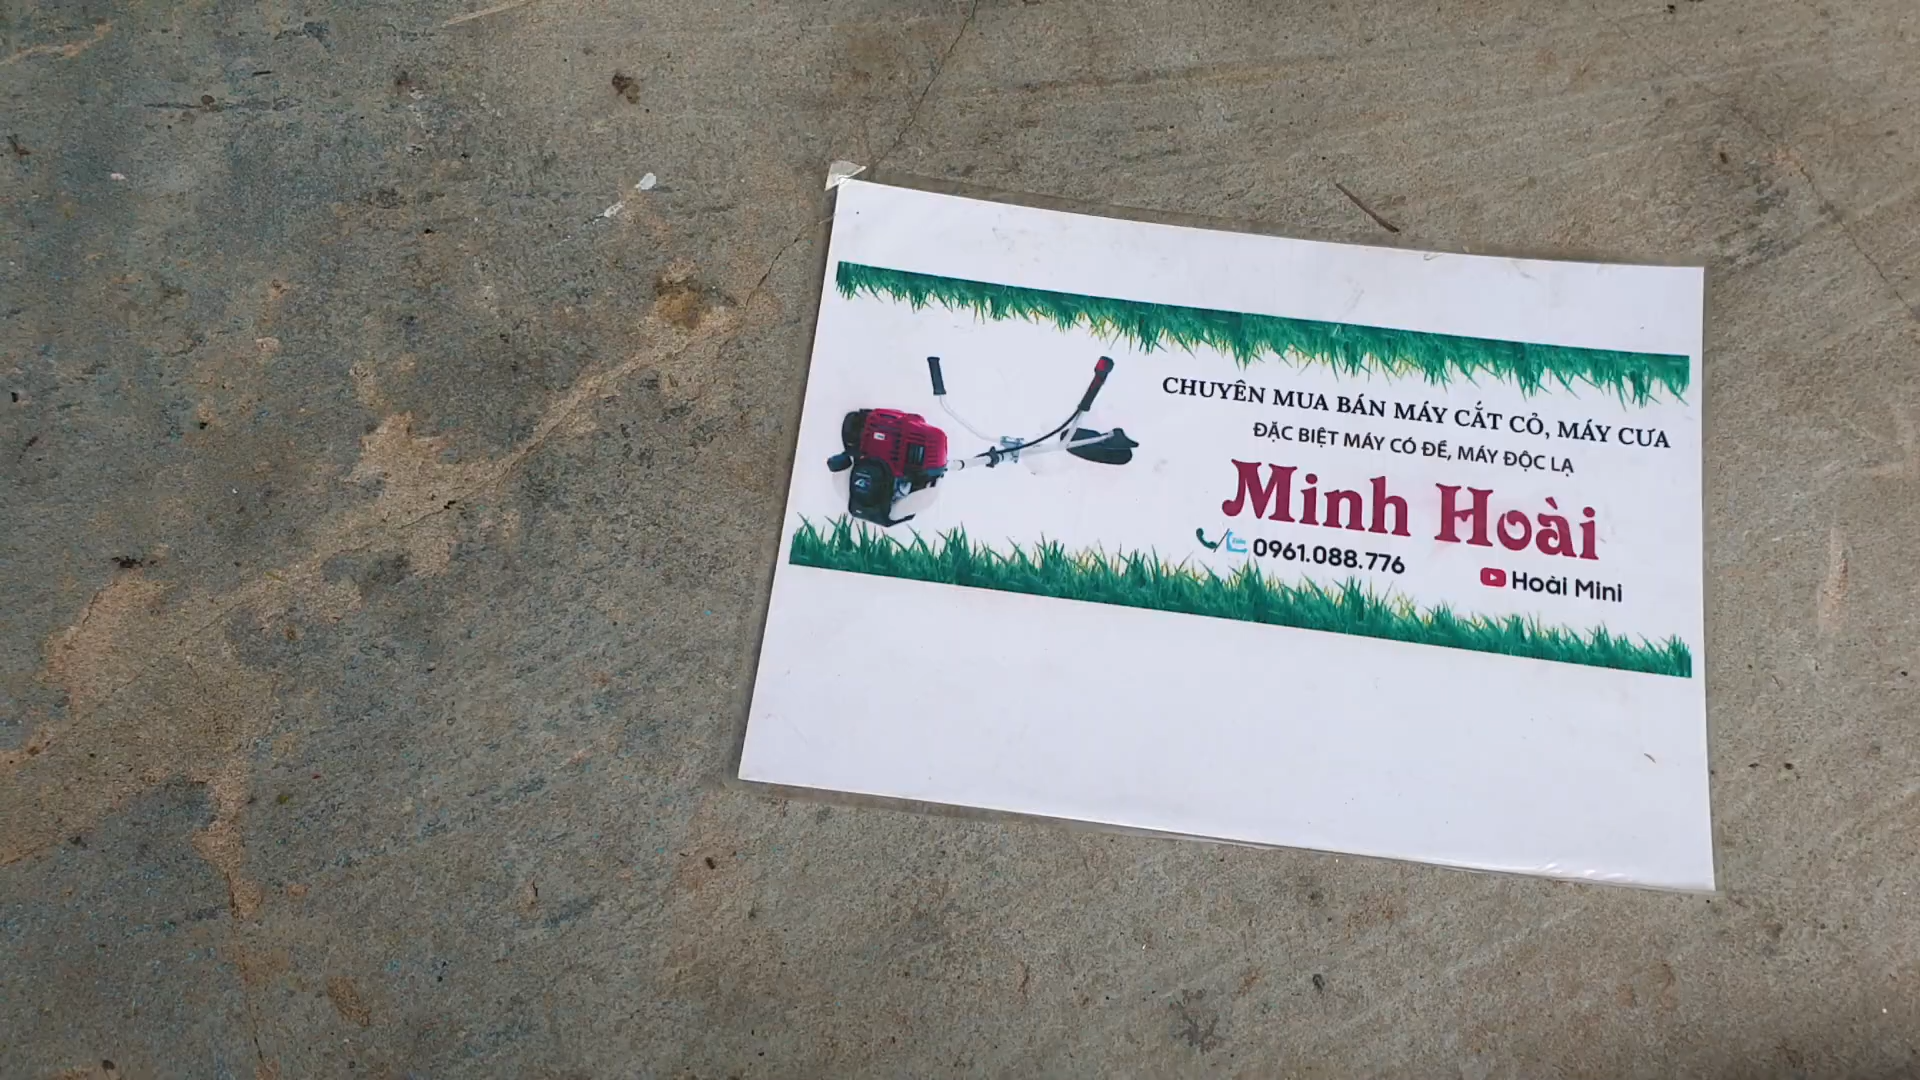 CHUYÊN MUA BÁN MÁY CẮT CỎ, MÁY CƯA
ĐẶC BIỆT MÁY CÓ ĐỀ, MÁY ĐỘC LẠ
Minh Hoài
0961.088.776
Hoài Mini